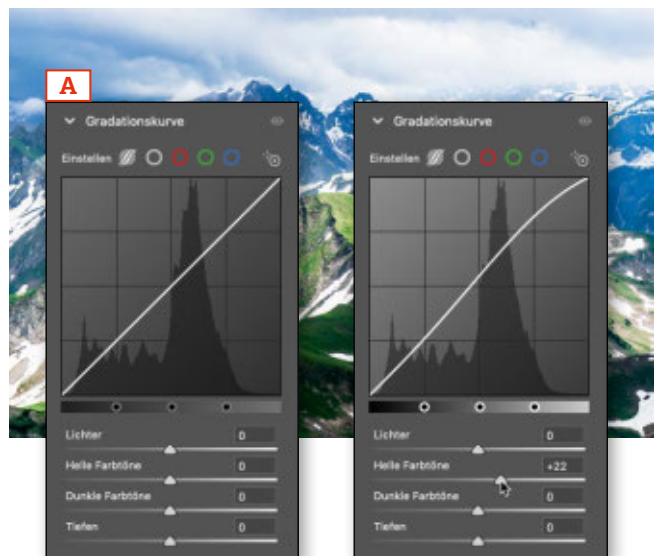 A
Gradationskurve
Einstellen
Lichter 0
Helle Farbtöne 0
Dunkle Farbtöne 0
Tiefen 0
Gradationskurve
Einstellen
Lichter 0
Helle Farbtöne +22
Dunkle Farbtöne 0
Tiefen 0